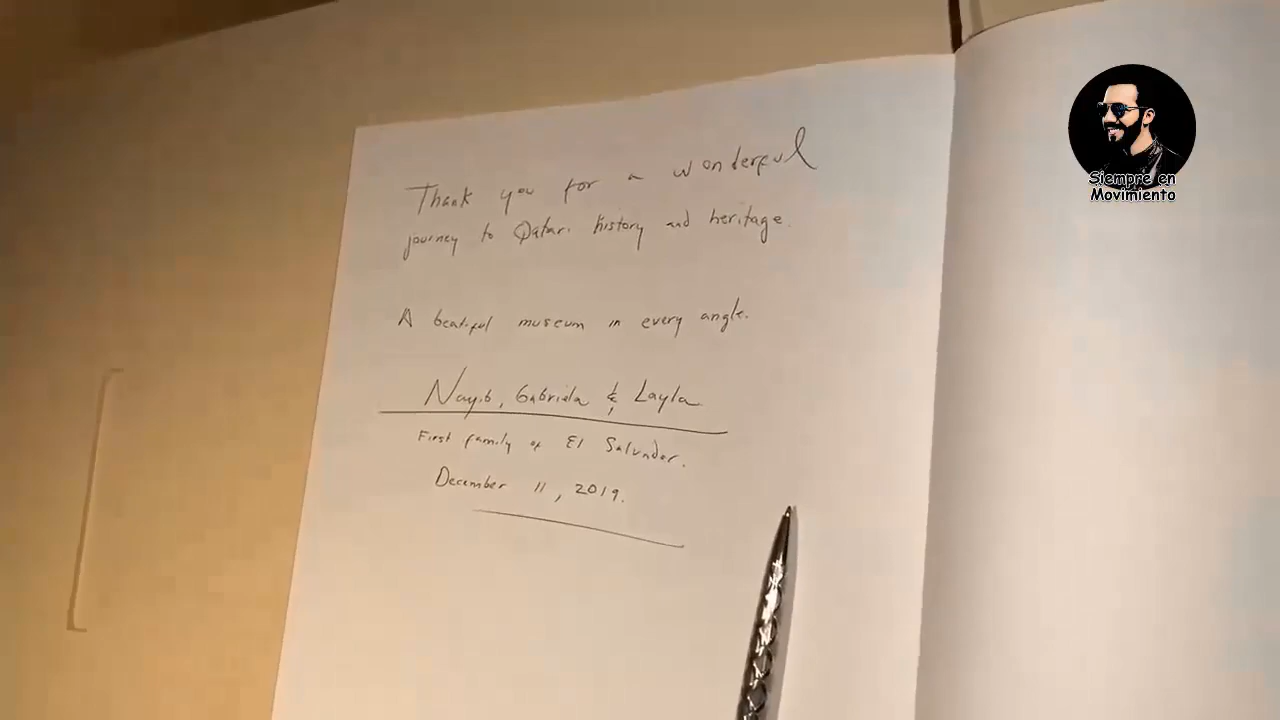 Thank you for a wonderful
journey to Qatari history and heritage.
A beatiful museum in every angle.
Nayib, Gabriela & Layla
First family of El Salvador.
December 11, 2019.
Siempre en
Movimiento